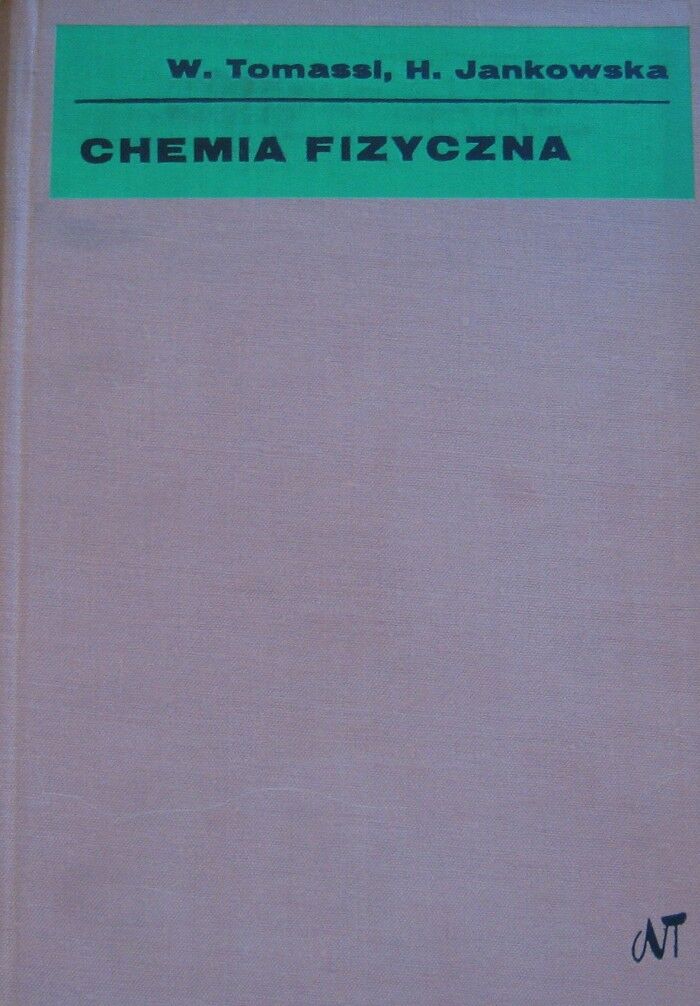 W. Tomassi, H. Jankowska
CHEMIA FIZYCZNA
WNT